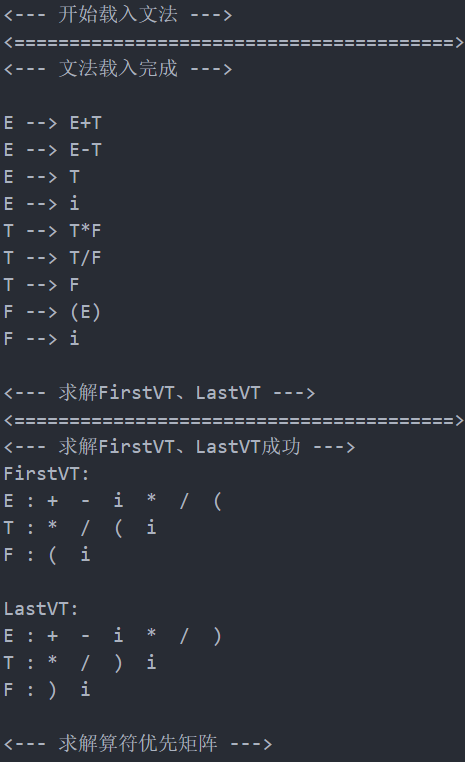 <--- 开始载入文法 --->
<========================================>
<--- 文法载入完成 --->
E --> E+T
E --> E-T
E --> T
E --> i
T --> T*F
T --> T/F
T --> F
F --> (E)
F --> i
<--- 求解FirstVT、LastVT --->
<========================================>
<--- 求解FirstVT、LastVT成功 --->
FirstVT:
E : +  -  i  *  /  (
T : *  /  (  i
F : (  i
LastVT:
E : +  -  i  *  /  )
T : *  /  )  i
F : )  i
<--- 求解算符优先矩阵 --->